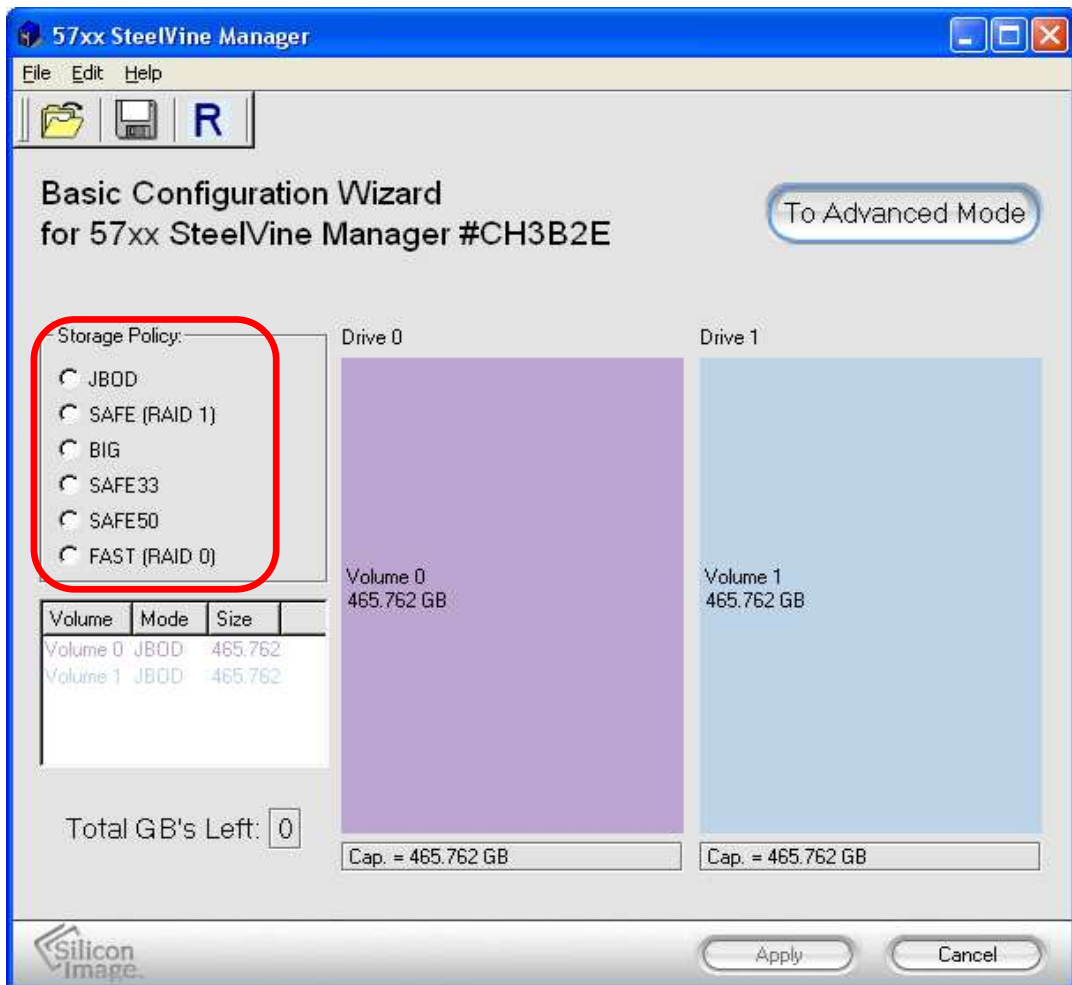 57xx SteelVine Manager
File Edit Help
R
Basic Configuration Wizard
for 57xx SteelVine Manager #CH3B2E
To Advanced Mode
Storage Policy:
JBOD
SAFE (RAID 1)
BIG
SAFE33
SAFE50
FAST (RAID 0)
Drive 0
Drive 1
Volume 0
465.762 GB
Volume 1
465.762 GB
Volume Mode Size
Volume 0 JBOD 465.762
Volume 1 JBOD 465.762
Total GB's Left: 0
Cap. = 465.762 GB
Cap. = 465.762 GB
Silicon
Image.
Apply
Cancel